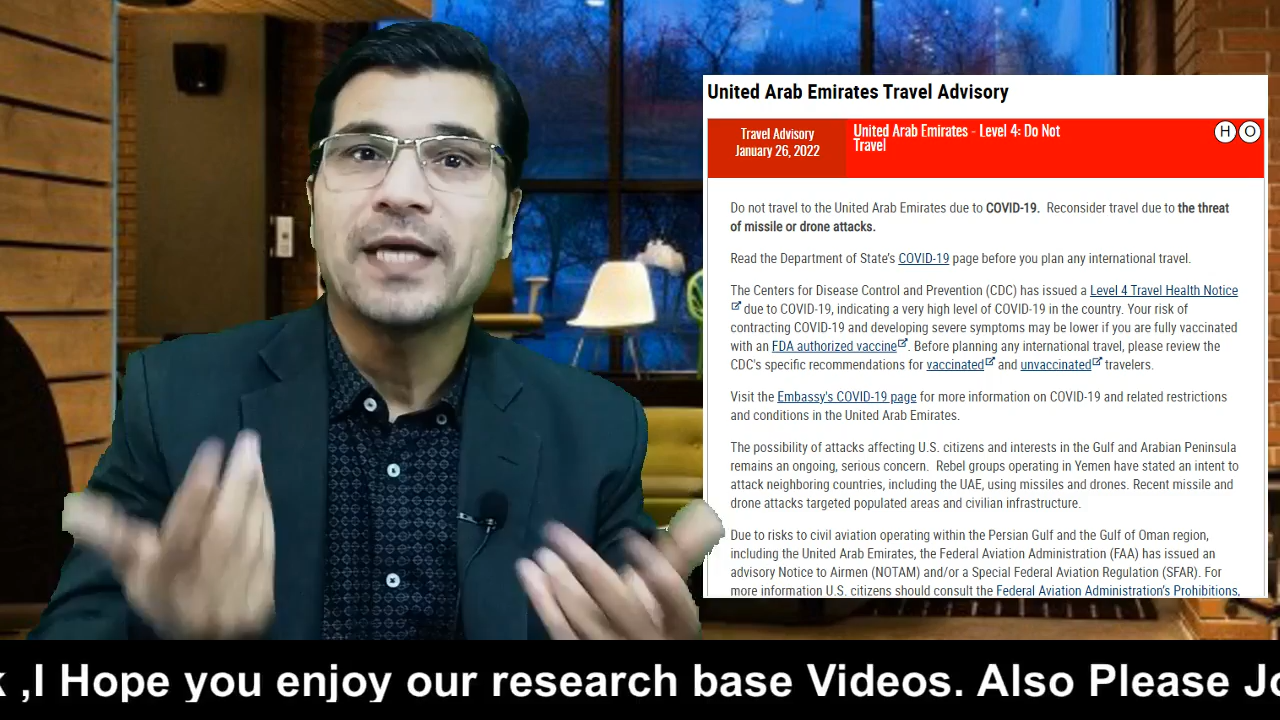 United Arab Emirates Travel Advisory
Travel Advisory
January 26, 2022
United Arab Emirates - Level 4: Do Not
Travel
H O
Do not travel to the United Arab Emirates due to COVID-19. Reconsider travel due to the threat
of missile or drone attacks.
Read the Department of State's COVID-19 page before you plan any international travel.
The Centers for Disease Control and Prevention (CDC) has issued a Level 4 Travel Health Notice
due to COVID-19, indicating a very high level of COVID-19 in the country. Your risk of
contracting COVID-19 and developing severe symptoms may be lower if you are fully vaccinated
with an FDA authorized vaccine. Before planning any international travel, please review the
CDC's specific recommendations for vaccinated and unvaccinated travelers.
Visit the Embassy's COVID-19 page for more information on COVID-19 and related restrictions
and conditions in the United Arab Emirates.
The possibility of attacks affecting U.S. citizens and interests in the Gulf and Arabian Peninsula
remains an ongoing, serious concern. Rebel groups operating in Yemen have stated an intent to
attack neighboring countries, including the UAE, using missiles and drones. Recent missile and
drone attacks targeted populated areas and civilian infrastructure.
Due to risks to civil aviation operating within the Persian Gulf and the Gulf of Oman region,
including the United Arab Emirates, the Federal Aviation Administration (FAA) has issued an
advisory Notice to Airmen (NOTAM) and/or a Special Federal Aviation Regulation (SFAR). For
more information U.S. citizens should consult the Federal Aviation Administration's Prohibitions,
,I Hope you enjoy our research base Videos. Also Please